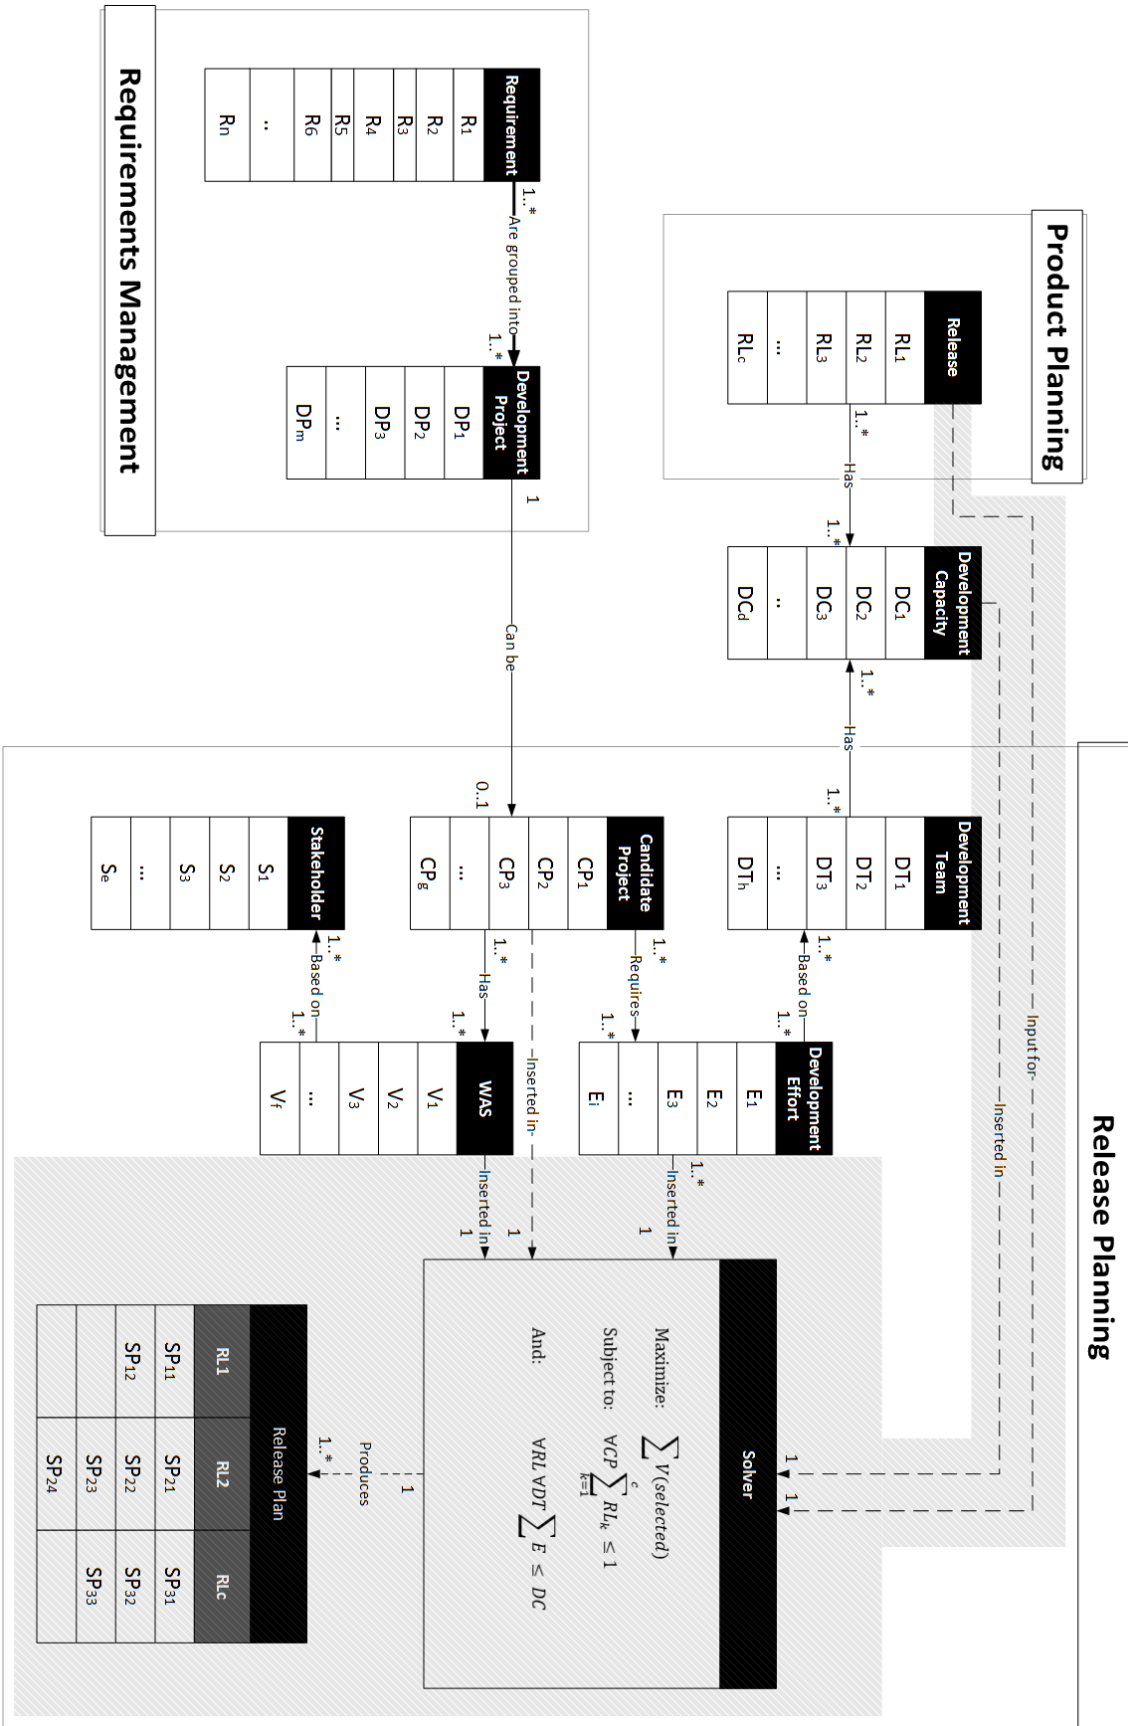 Requirements Management
Requirement
R1
R2
R3
R4
R5
R6
..
Rn
1..*
Are grouped into
1..*
Development
Project
DP1
DP2
DP3
...
DPm
1
Can be
0..1
Product Planning
Release
RL1
RL2
RL3
...
RLc
1..*
Has
1..*
Development
Capacity
DC1
DC2
DC3
..
DCd
1..*
Has
1..*
Input for
Inserted in
1
1
Release Planning
Development
Team
DT1
DT2
DT3
...
DTh
1..*
Based on
1..*
Development
Effort
E1
E2
E3
...
Ei
1..*
Inserted in
1
Candidate
Project
CP1
CP2
CP3
...
CPg
1..*
Requires
1..*
1..*
Has
1..*
Inserted in
1
WAS
V1
V2
V3
...
Vf
Inserted in
1
Stakeholder
S1
S2
S3
...
Se
1..*
Based on
1..*
Solver
Maximize: ∑ V(selected)
Subject to: ∀CP ∑ k=1 c RLk ≤ 1
And: ∀RL ∀DT ∑ E ≤ DC
1
Produces
1..*
Release Plan
RL1 RL2 RLc
SP11 SP21 SP31
SP12 SP22 SP32
SP23 SP33
SP24